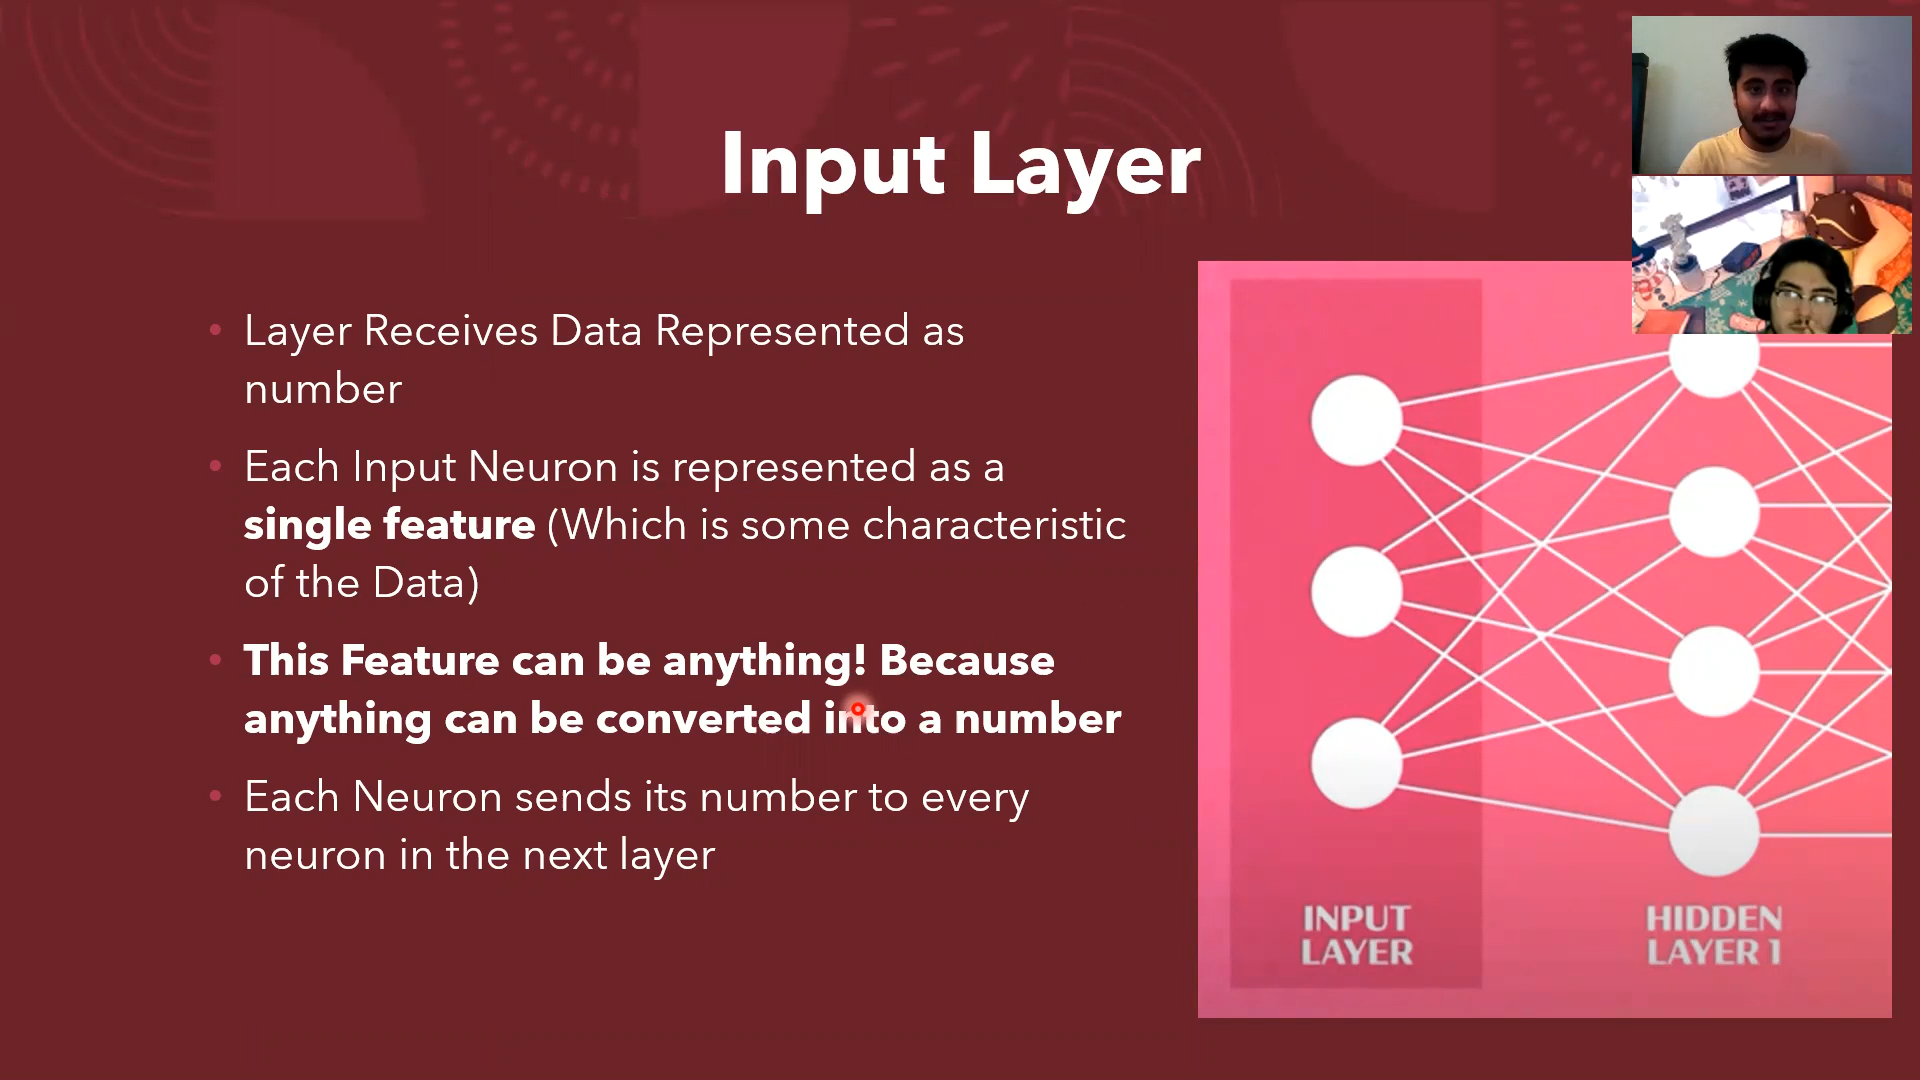 Input Layer
Layer Receives Data Represented as
number
Each Input Neuron is represented as a
single feature (Which is some characteristic
of the Data)
This Feature can be anything! Because
anything can be converted into a number
Each Neuron sends its number to every
neuron in the next layer
INPUT
LAYER
HIDDEN
LAYER 1